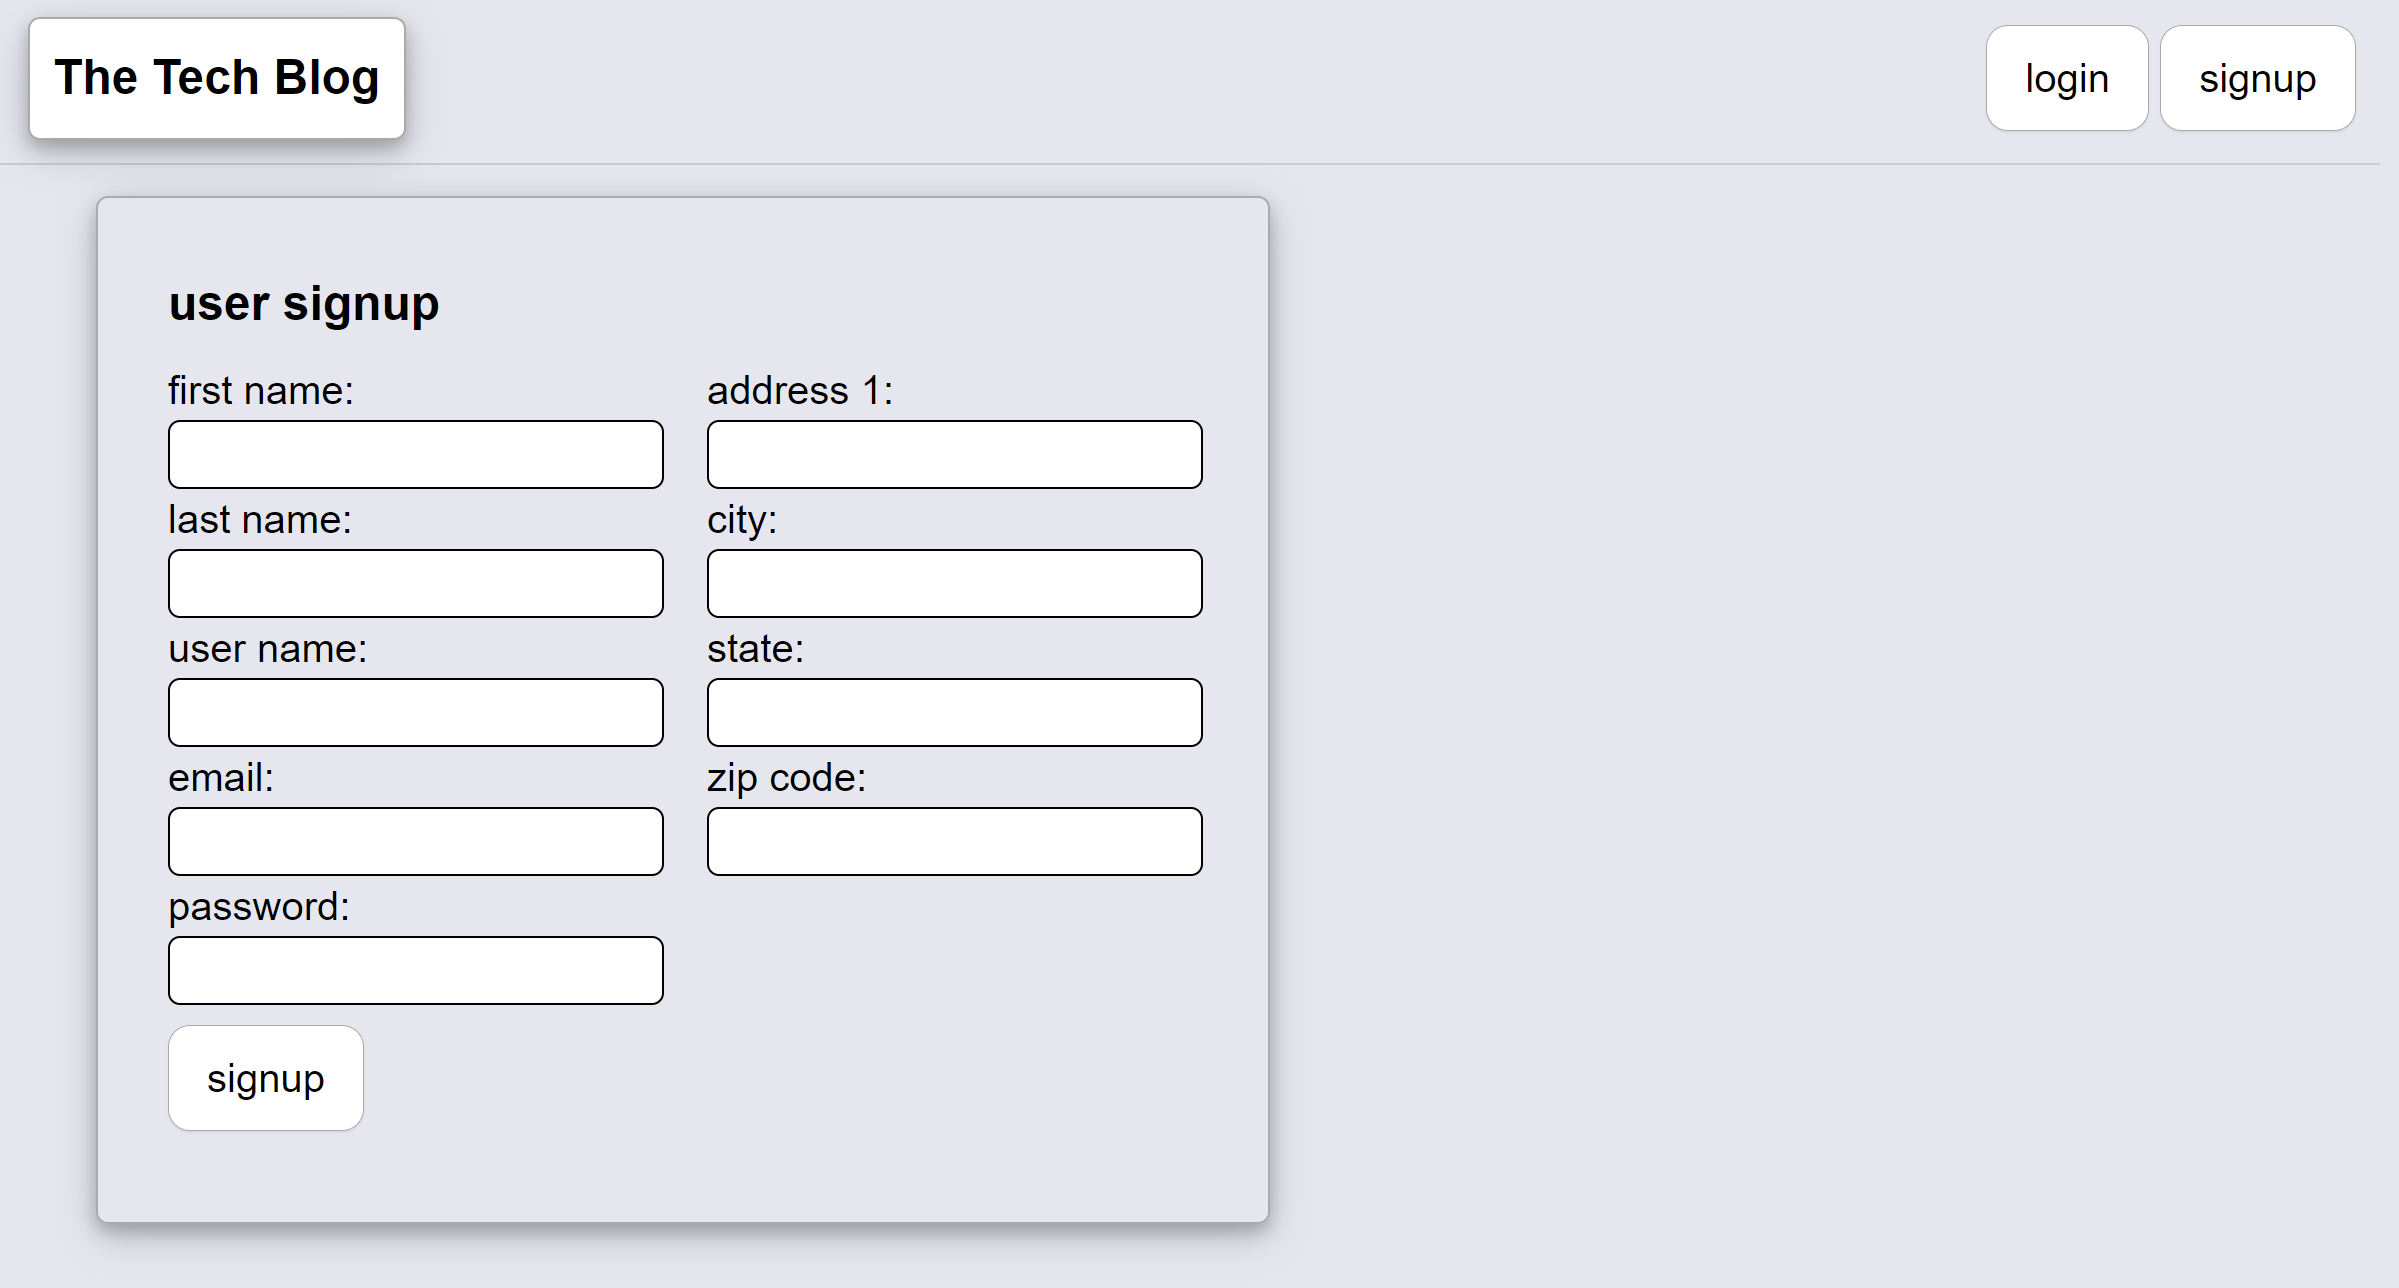 The Tech Blog
login
signup
user signup
first name:
address 1:
last name:
city:
user name:
state:
email:
zip code:
password:
signup